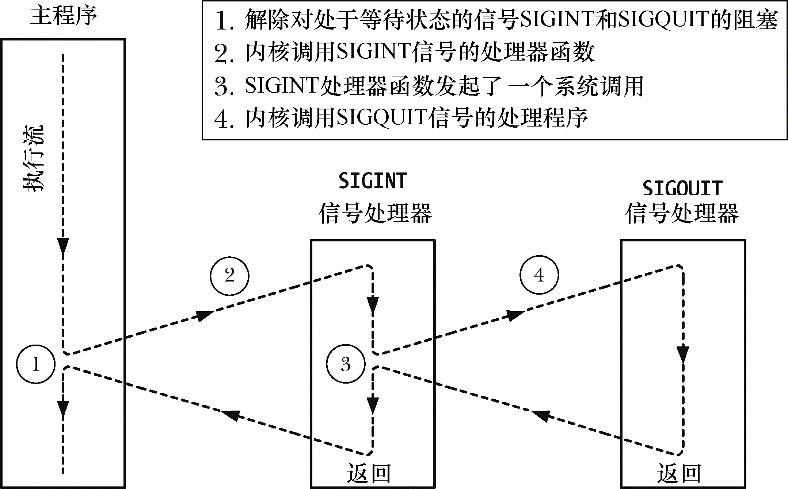 主程序
1. 解除对处于等待状态的信号SIGINT和SIGQUIT的阻塞
2. 内核调用SIGINT信号的处理器函数
3. SIGINT处理器函数发起了一个系统调用
4. 内核调用SIGQUIT信号的处理程序
执行流
SIGINT
信号处理器
SIGQUIT
信号处理器
2
4
1
3
返回
返回